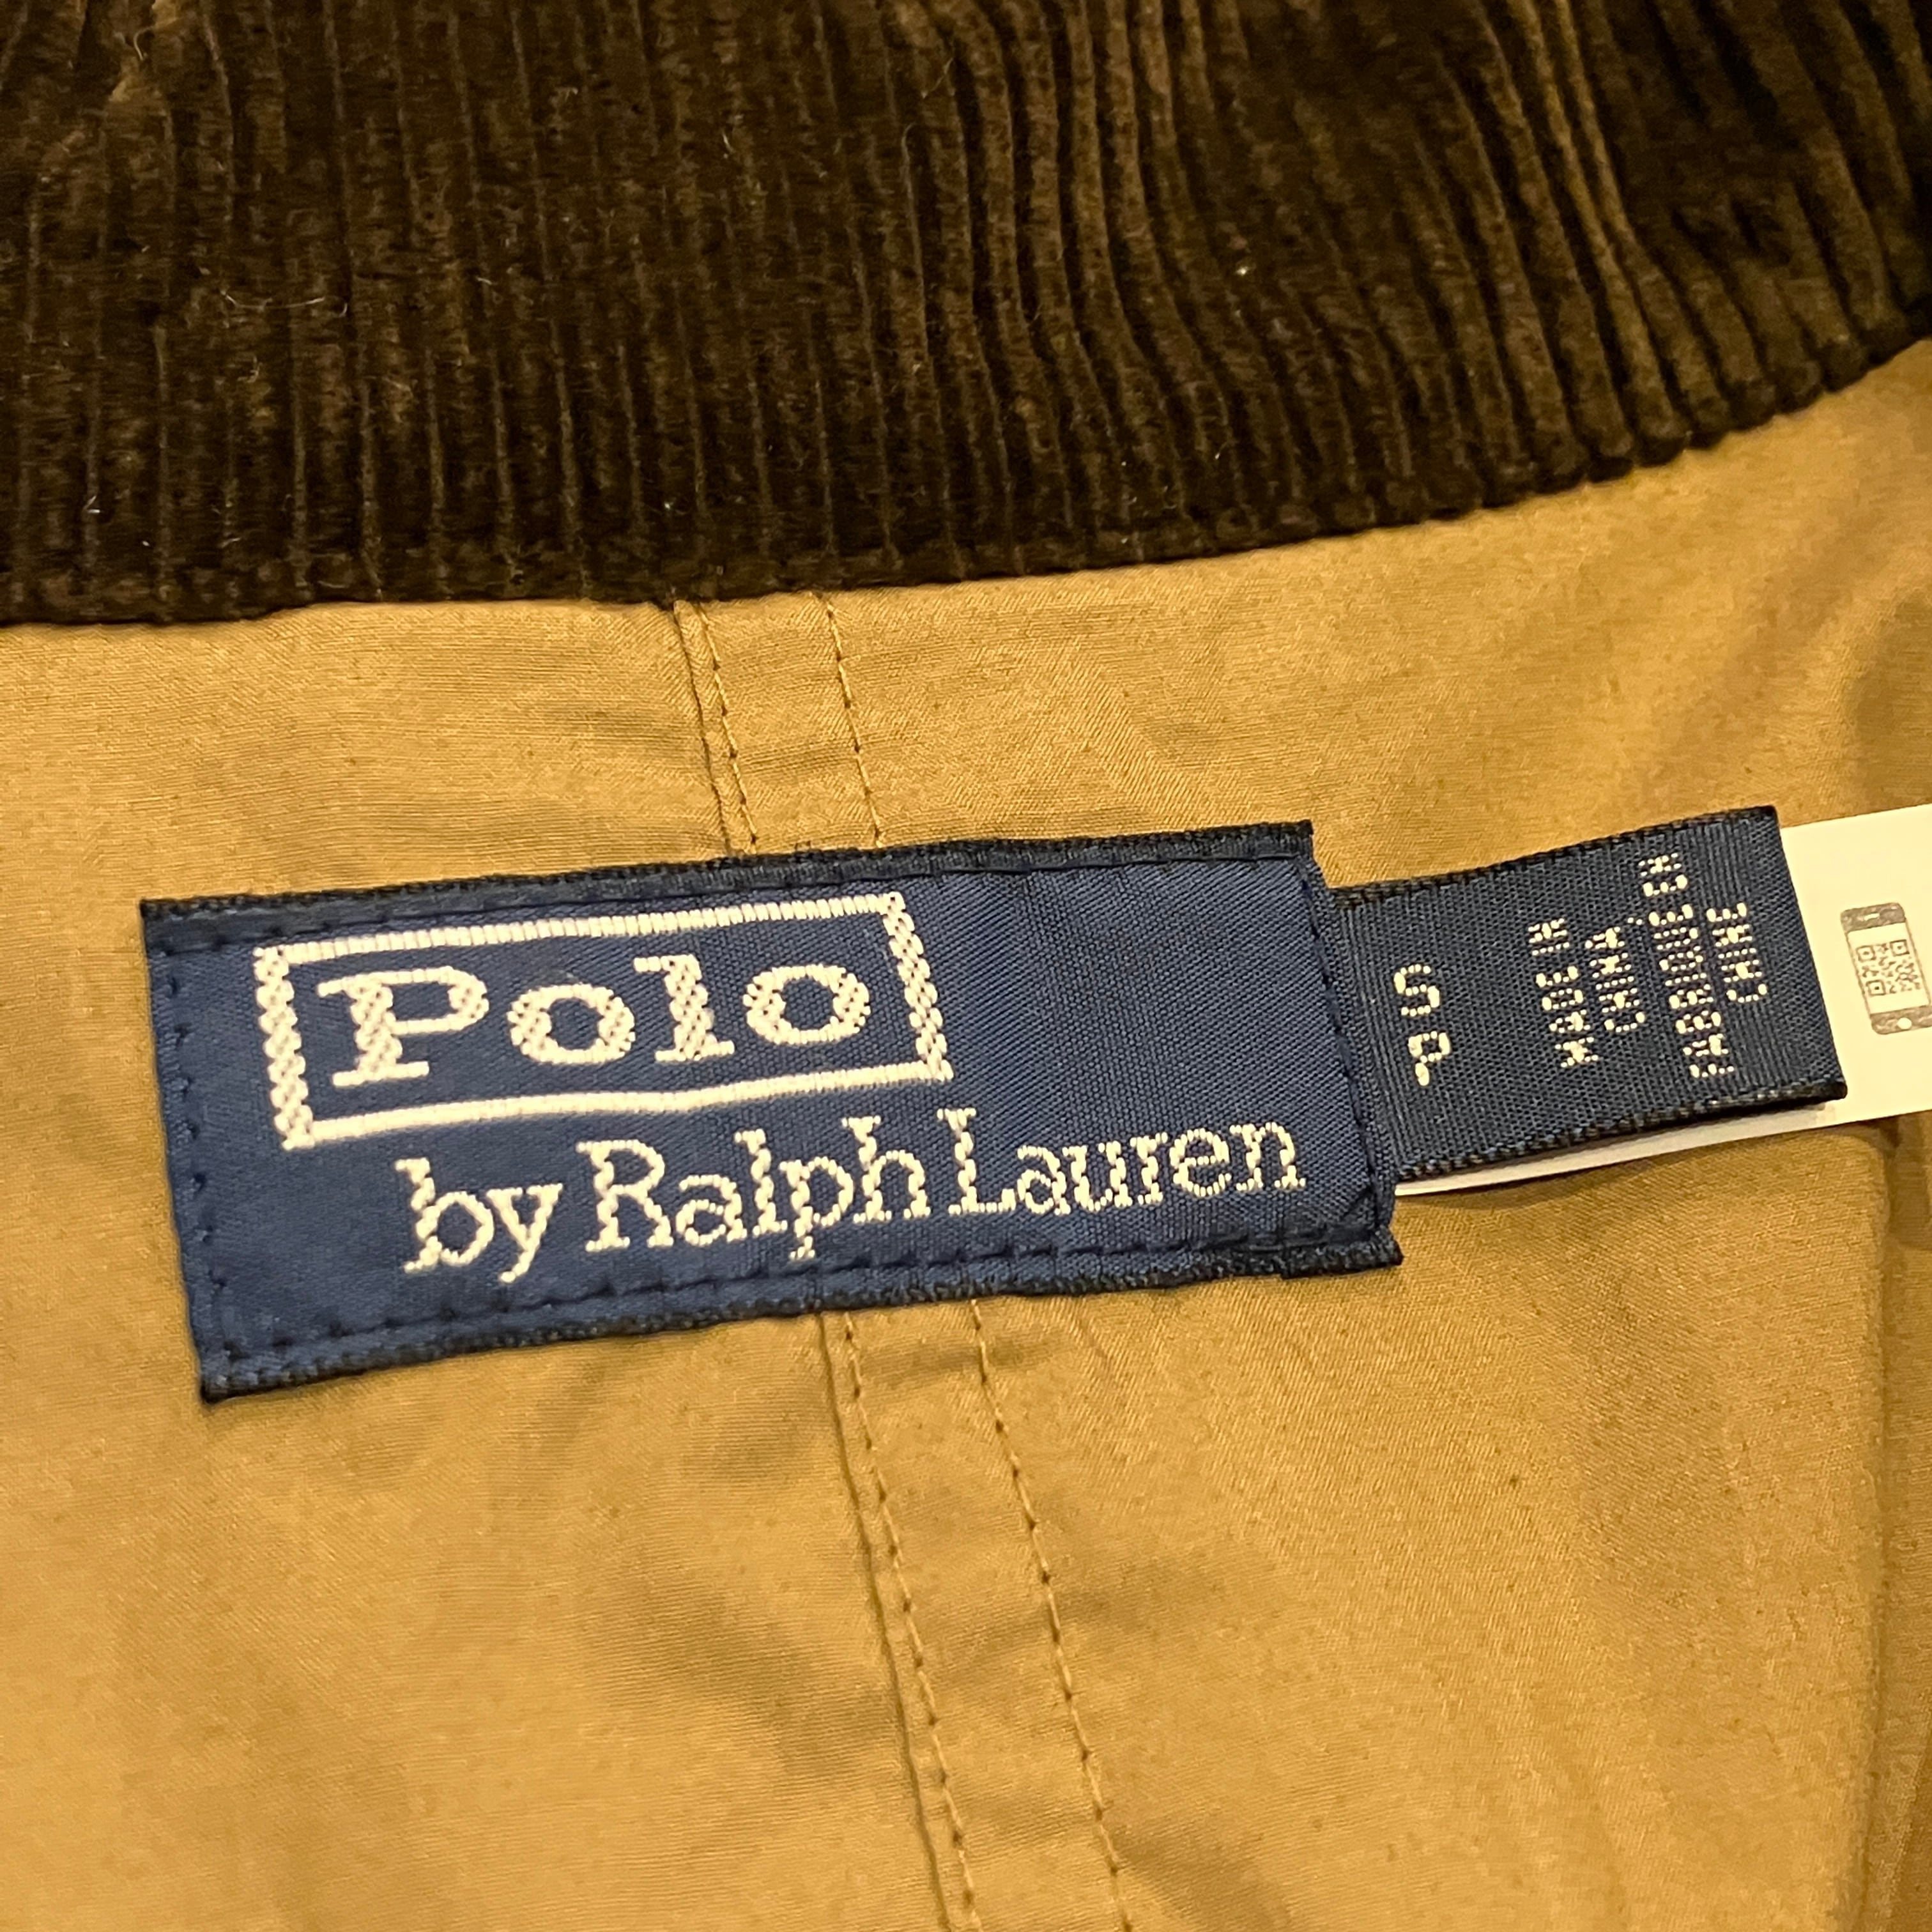 Polo
by Ralph Lauren
S
P
MADE IN
CHINA
FABRIQUÉ EN
CHINE